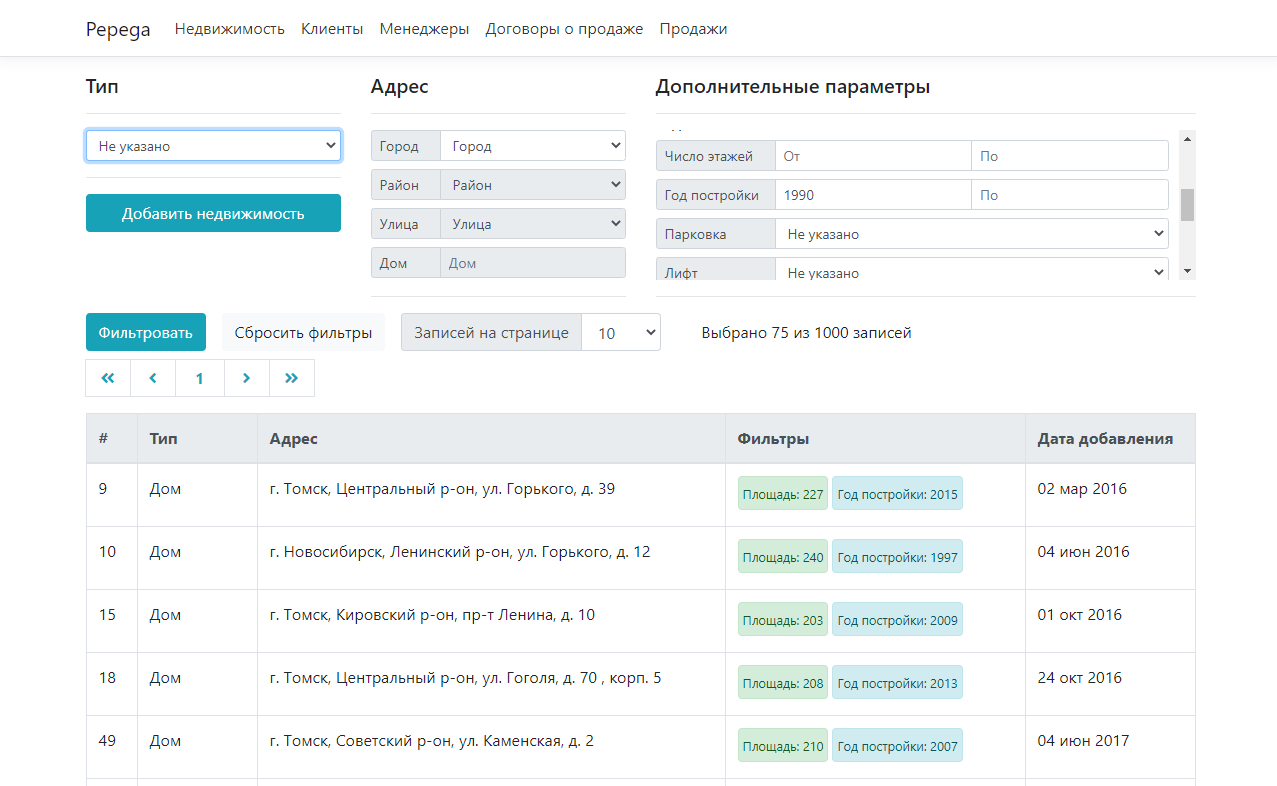 Pepega Недвижимость Клиенты Менеджеры Договоры о продаже Продажи
Тип Адрес Дополнительные параметры
Не указано
Добавить недвижимость
Город Город
Район Район
Улица Улица
Дом Дом
Число этажей От По
Год постройки 1990 По
Парковка Не указано
Лифт Не указано
Фильтровать Сбросить фильтры Записей на странице 10 Выбрано 75 из 1000 записей
« ‹ 1 › »
# Тип Адрес Фильтры Дата добавления
9 Дом г. Томск, Центральный р-он, ул. Горького, д. 39 Площадь: 227 Год постройки: 2015 02 мар 2016
10 Дом г. Новосибирск, Ленинский р-он, ул. Горького, д. 12 Площадь: 240 Год постройки: 1997 04 июн 2016
15 Дом г. Томск, Кировский р-он, пр-т Ленина, д. 10 Площадь: 203 Год постройки: 2009 01 окт 2016
18 Дом г. Томск, Центральный р-он, ул. Гоголя, д. 70 , корп. 5 Площадь: 208 Год постройки: 2013 24 окт 2016
49 Дом г. Томск, Советский р-он, ул. Каменская, д. 2 Площадь: 210 Год постройки: 2007 04 июн 2017